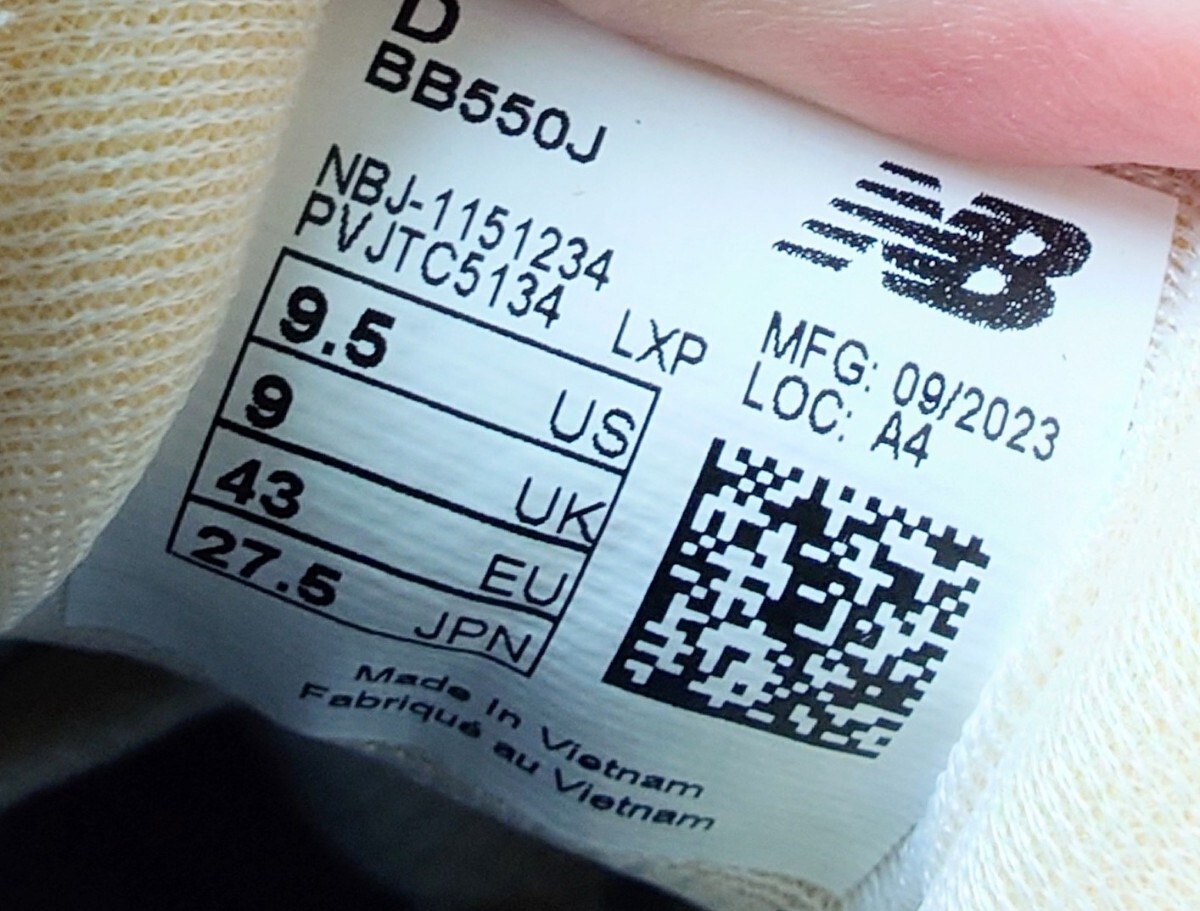 D
BB550J
NBJ-1151234
PVJTC5134
LXP
9.5 US
9 UK
43 EU
27.5 JPN
Made In Vietnam
Fabriqué au Vietnam
NB
MFG: 09/2023
LOC: A4